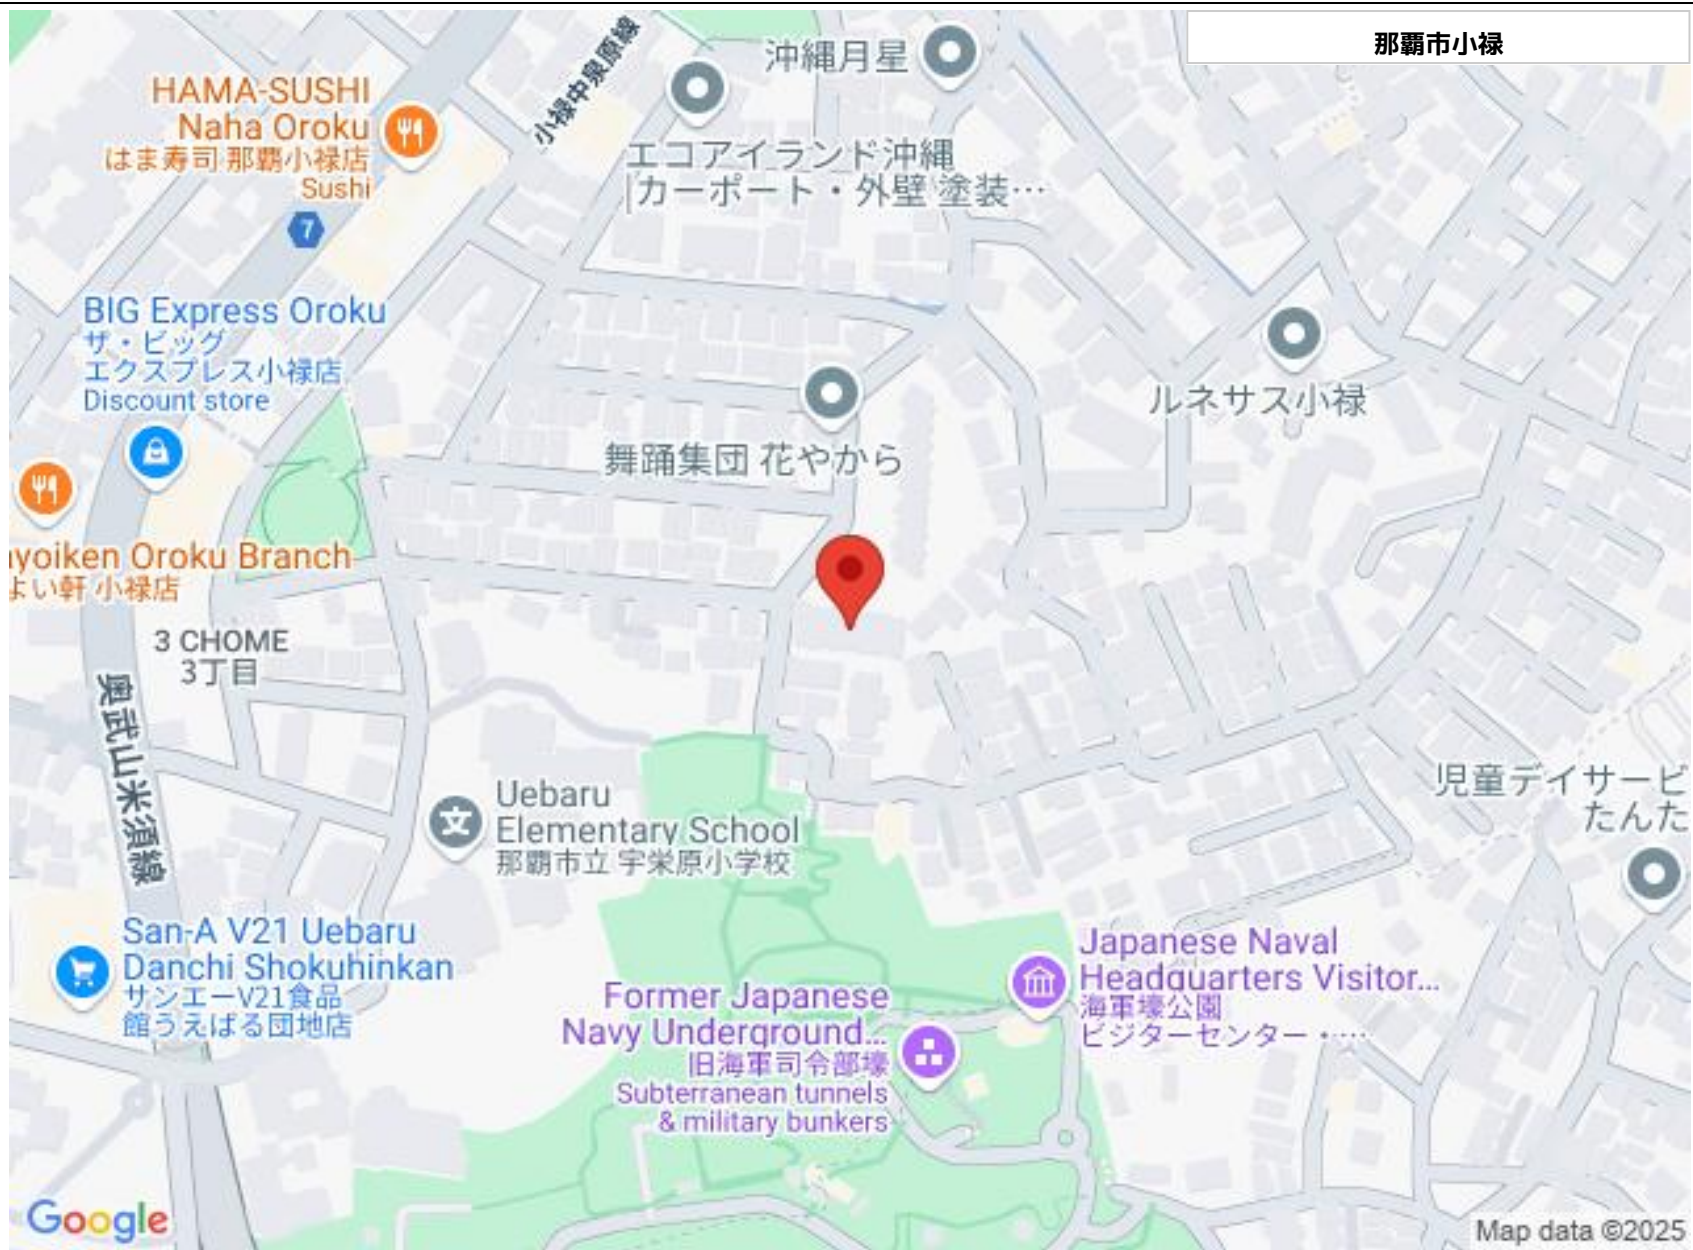 那覇市小禄
沖縄月星
小禄中泉原線
HAMA-SUSHI
Naha Oroku
はま寿司 那覇小禄店
Sushi
エコアイランド沖縄
|カーポート・外壁 塗装…
7
BIG Express Oroku
ザ・ビッグ
エクスプレス小禄店
Discount store
ルネサス小禄
舞踊集団 花やから
yoiken Oroku Branch
よい軒 小禄店
3 CHOME
3丁目
奥武山米須線
Uebaru
Elementary School
那覇市立 宇栄原小学校
文
児童デイサービ
たんた
San-A V21 Uebaru
Danchi Shokuhinkan
サンエーV21食品
館うえばる団地店
Japanese Naval
Headquarters Visitor...
海軍壕公園
ビジターセンター・……
Former Japanese
Navy Underground...
旧海軍司令部壕
Subterranean tunnels
& military bunkers
Google
Map data ©2025